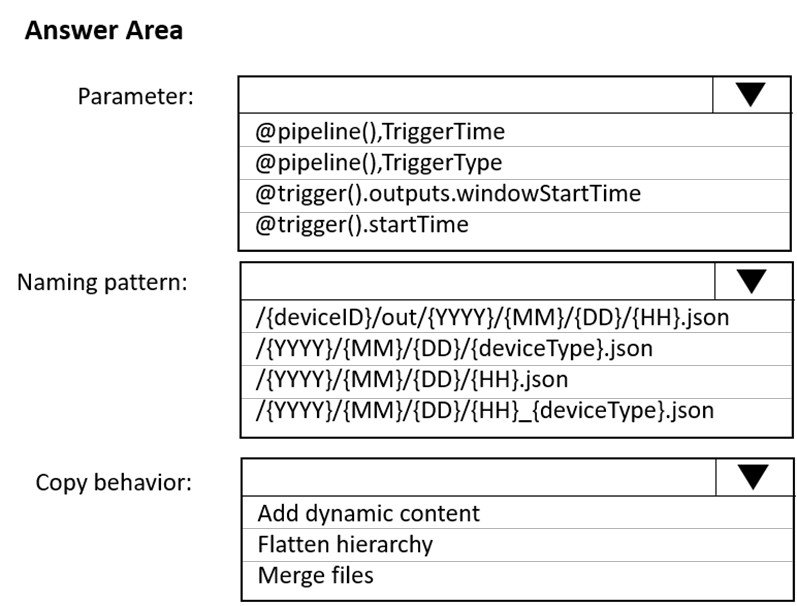 Answer Area
Parameter:
@pipeline(),TriggerTime
@pipeline(),TriggerType
@trigger().outputs.windowStartTime
@trigger().startTime
Naming pattern:
/{deviceID}/out/{YYYY}/{MM}/{DD}/{HH}.json
/{YYYY}/{MM}/{DD}/{deviceType}.json
/{YYYY}/{MM}/{DD}/{HH}.json
/{YYYY}/{MM}/{DD}/{HH}_{deviceType}.json
Copy behavior:
Add dynamic content
Flatten hierarchy
Merge files